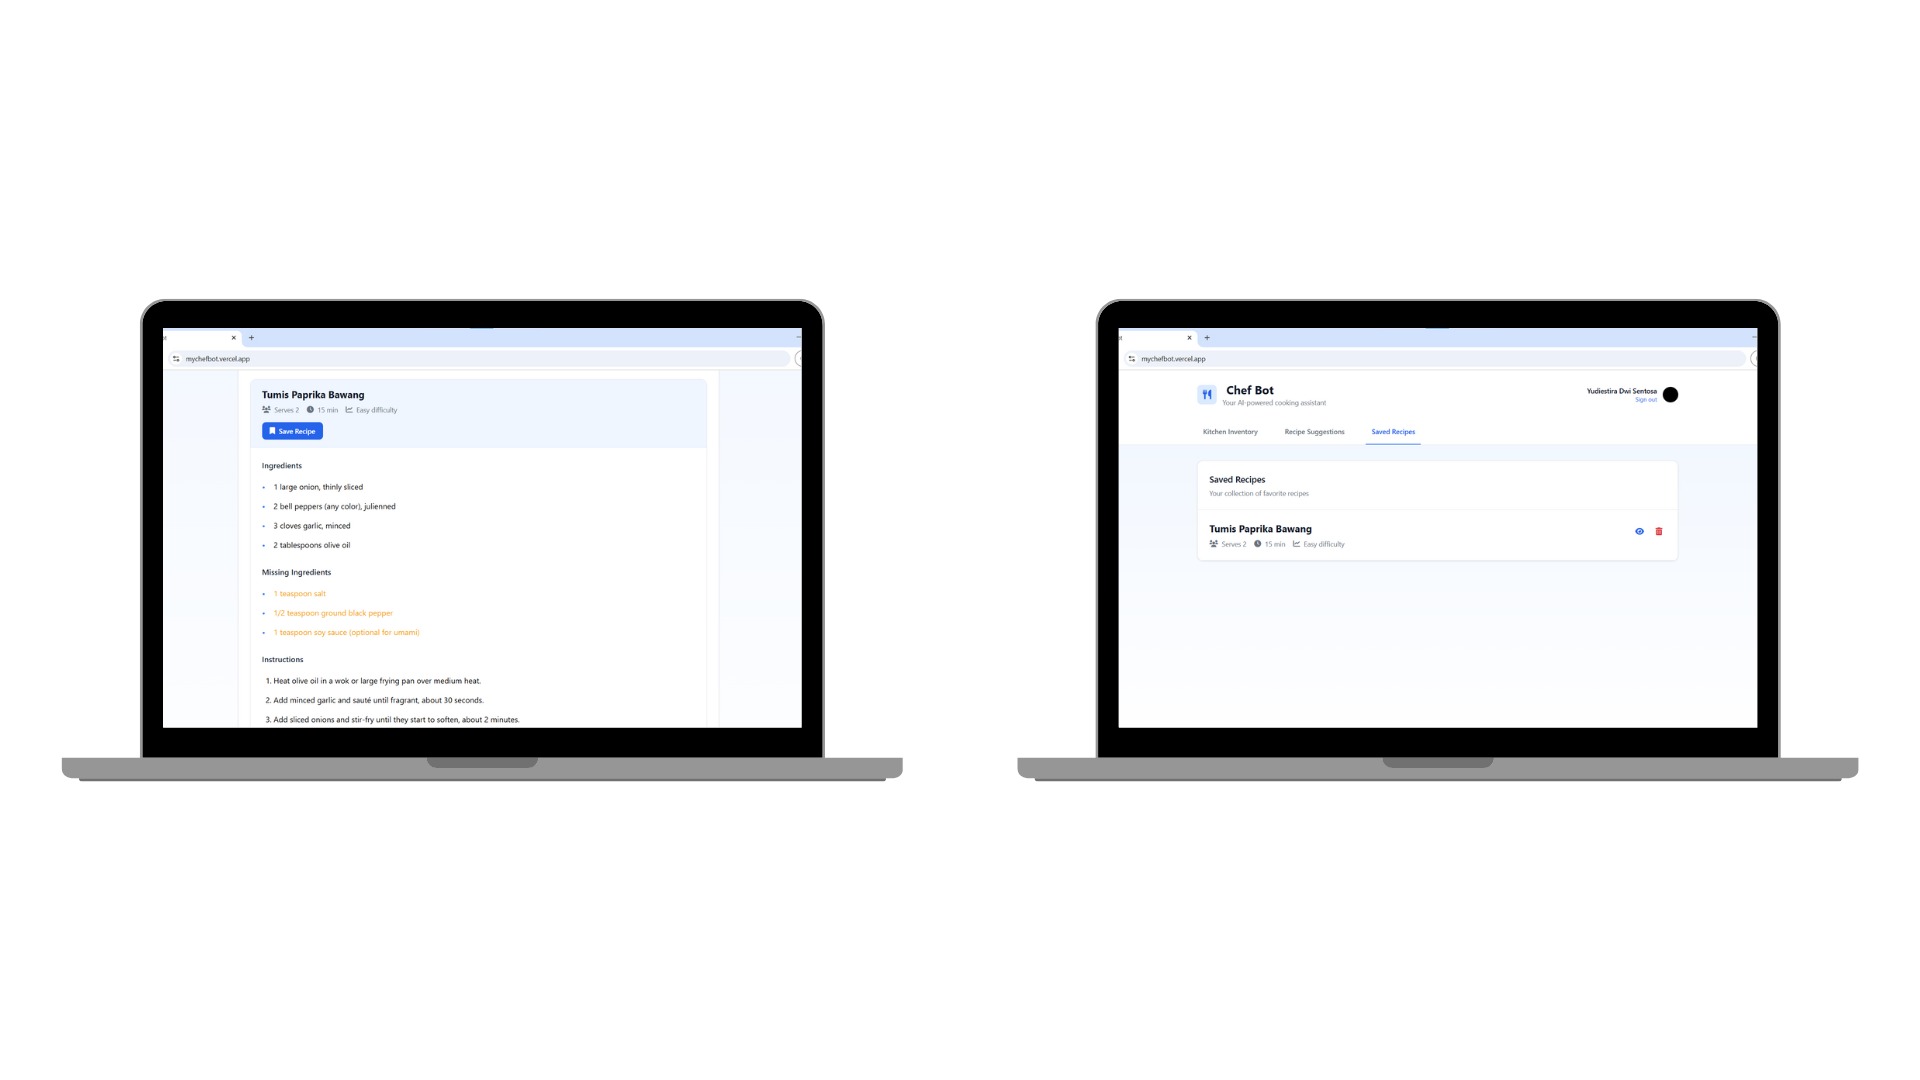 mychefbot.vercel.app
Tumis Paprika Bawang
Serves 2 15 min Easy difficulty
Save Recipe
Ingredients
1 large onion, thinly sliced
2 bell peppers (any color), julienned
3 cloves garlic, minced
2 tablespoons olive oil
Missing Ingredients
1 teaspoon salt
1/2 teaspoon ground black pepper
1 teaspoon soy sauce (optional for umami)
Instructions
1. Heat olive oil in a wok or large frying pan over medium heat.
2. Add minced garlic and sauté until fragrant, about 30 seconds.
3. Add sliced onions and stir-fry until they start to soften, about 2 minutes.
mychefbot.vercel.app
Chef Bot
Your AI-powered cooking assistant
Yudiestira Dwi Sentosa
Sign out
Kitchen Inventory Recipe Suggestions Saved Recipes
Saved Recipes
Your collection of favorite recipes
Tumis Paprika Bawang
Serves 2 15 min Easy difficulty